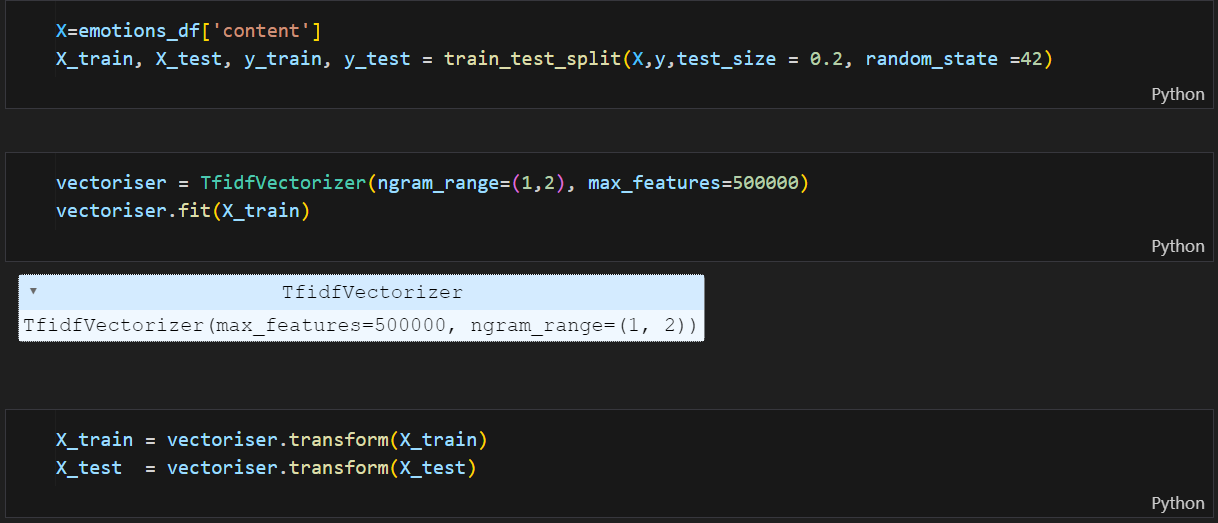 X=emotions_df['content']
X_train, X_test, y_train, y_test = train_test_split(X,y,test_size = 0.2, random_state =42)
Python
vectoriser = TfidfVectorizer(ngram_range=(1,2), max_features=500000)
vectoriser.fit(X_train)
Python
▾ TfidfVectorizer
TfidfVectorizer(max_features=500000, ngram_range=(1, 2))
X_train = vectoriser.transform(X_train)
X_test  = vectoriser.transform(X_test)
Python